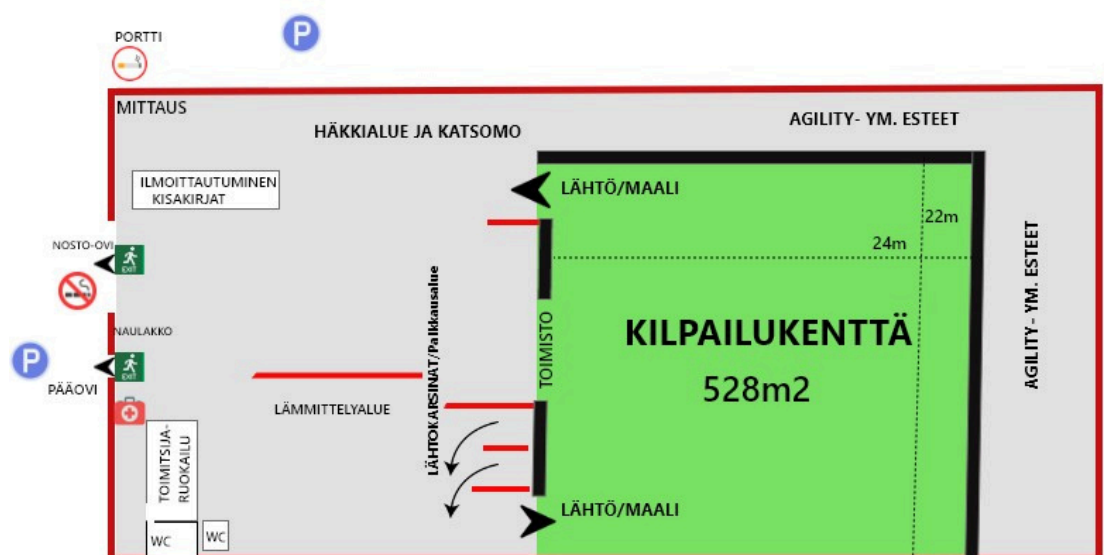 P
PORTTI
MITTAUS
HÄKKIALUE JA KATSOMO
AGILITY- YM. ESTEET
ILMOITTAUTUMINEN
KISAKIRJAT
LÄHTÖ/MAALI
22m
24m
NOSTO-OVI
EXIT
NAULAKKO
P
EXIT
PÄÄOVI
LÄMMITTELYALUE
LÄHTOKARSINAT/Palkkausalue
TOIMISTO
KILPAILUKENTTÄ
528m2
AGILITY- YM. ESTEET
TOIMITSIJA-
RUOKAILU
LÄHTÖ/MAALI
WC
WC